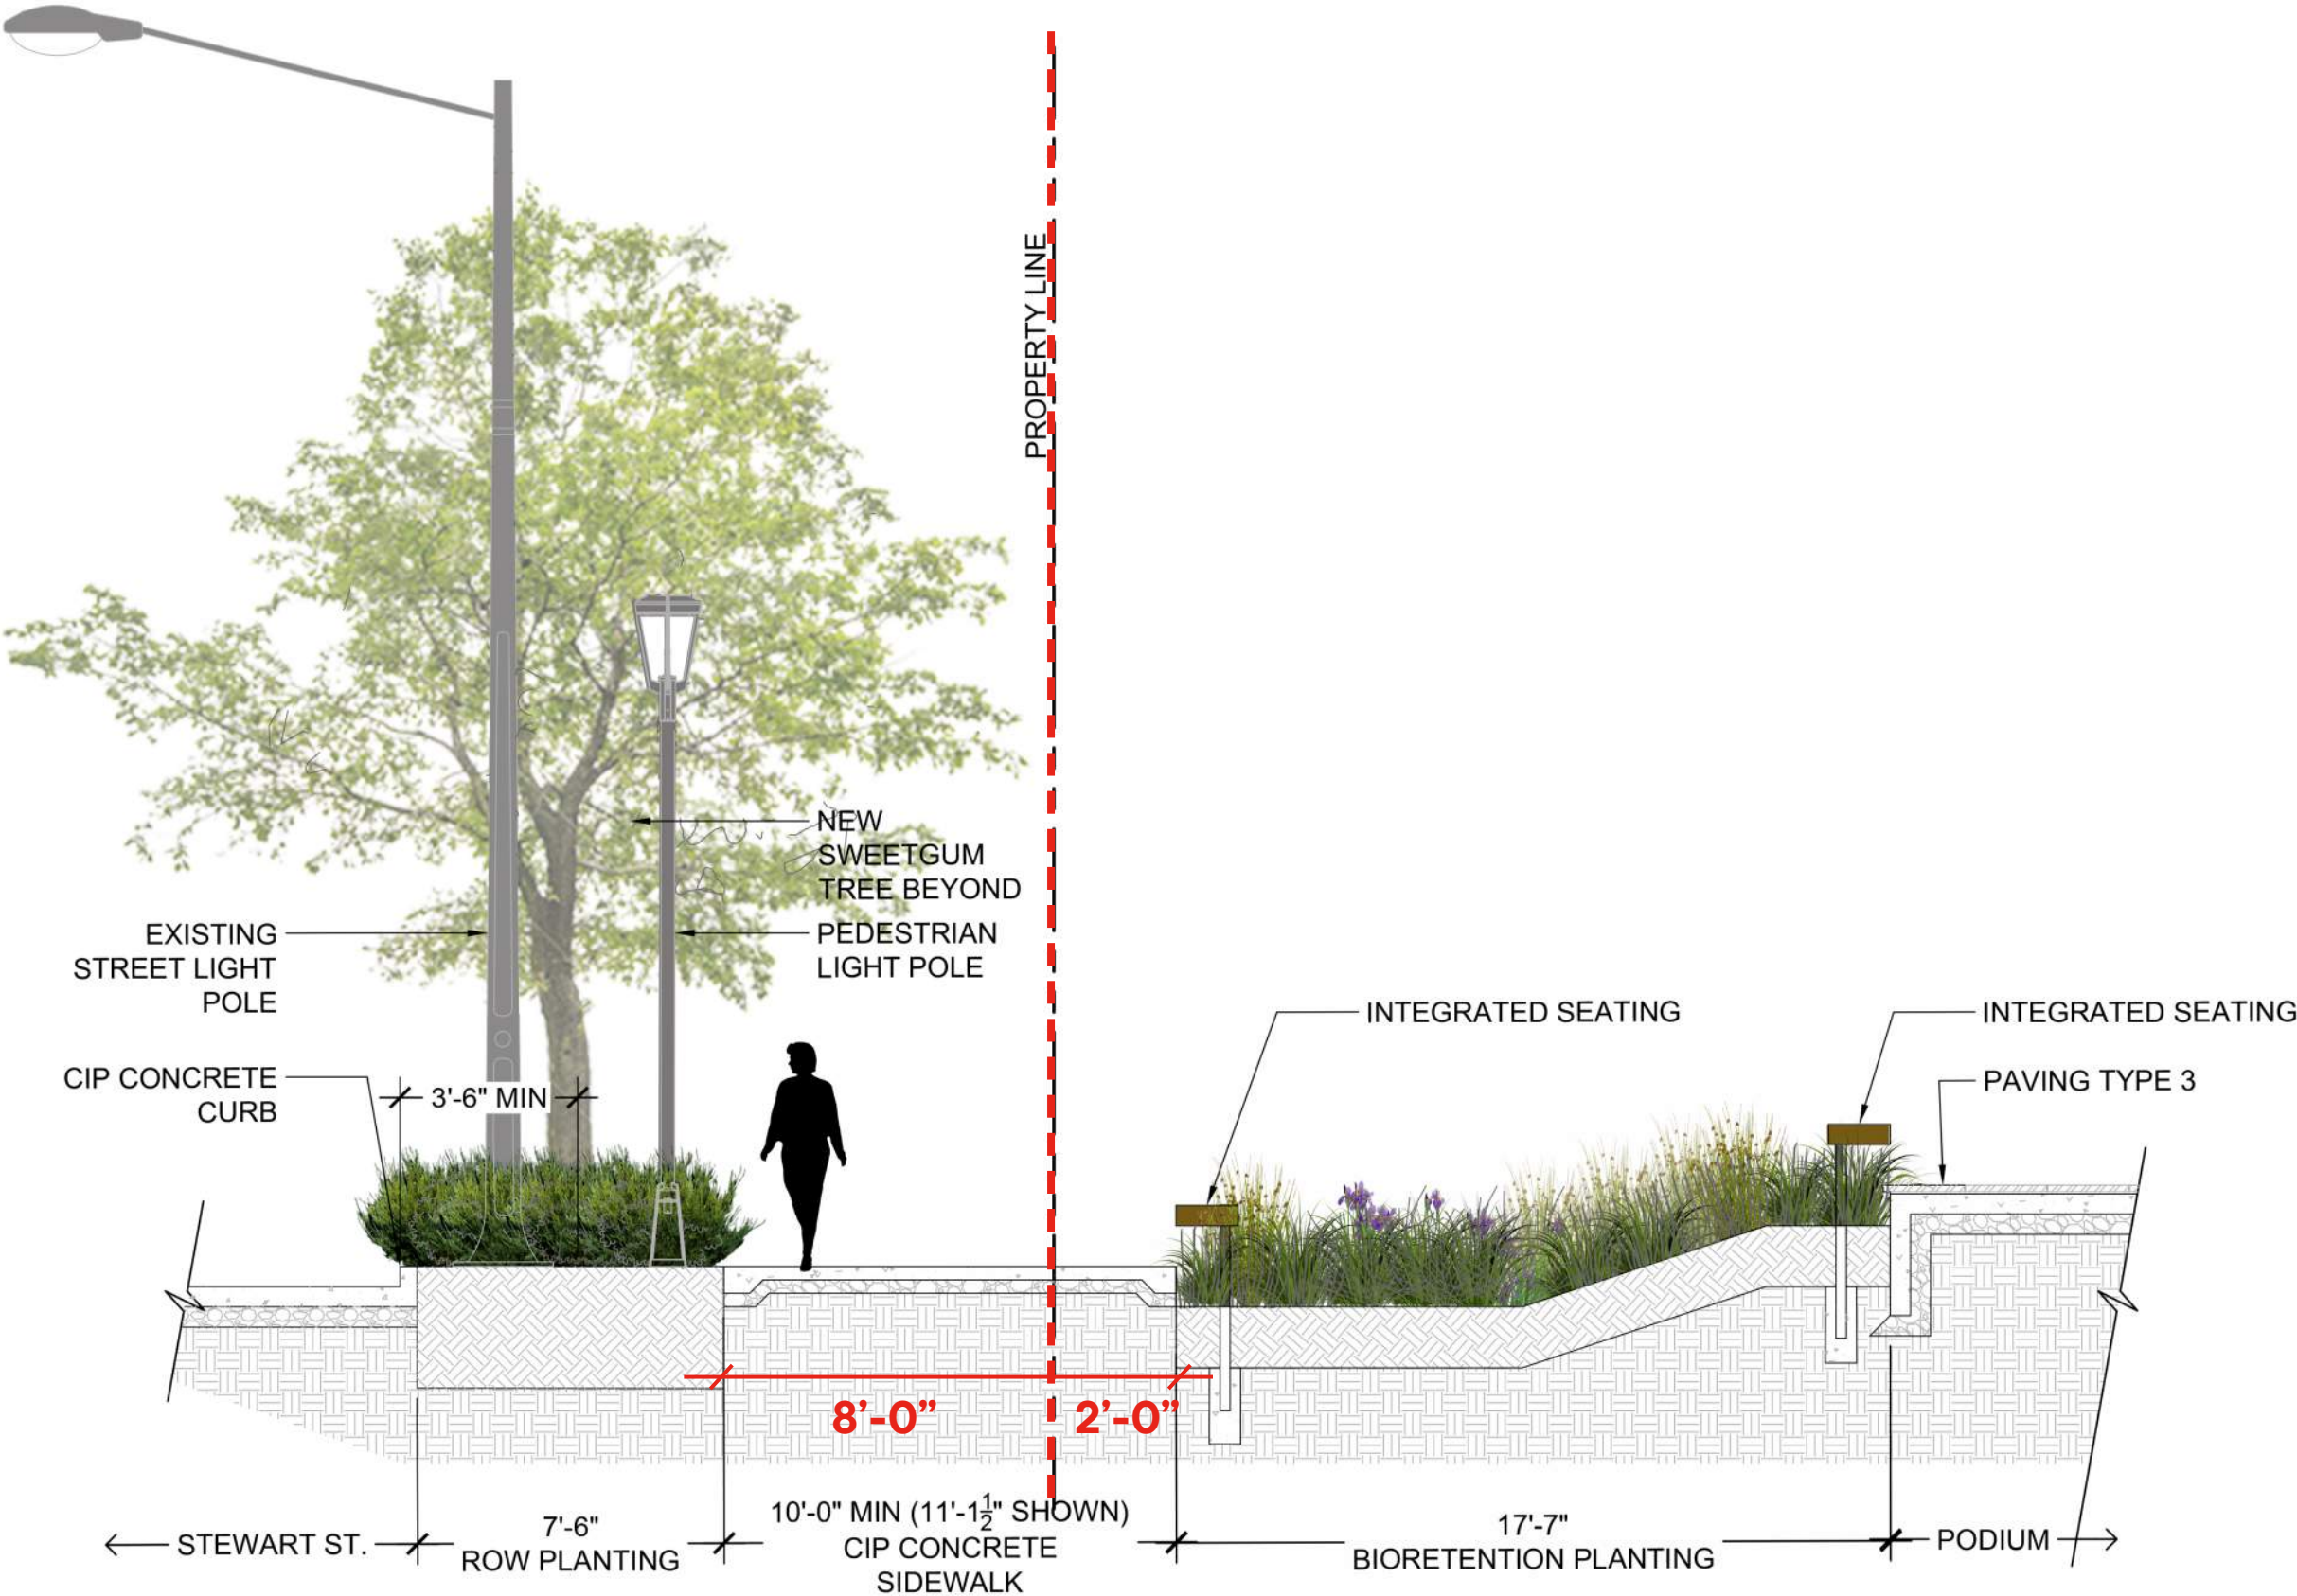 PROPERTY LINE
NEW
SWEETGUM
TREE BEYOND
EXISTING
STREET LIGHT
POLE
PEDESTRIAN
LIGHT POLE
INTEGRATED SEATING
INTEGRATED SEATING
CIP CONCRETE
CURB
3'-6" MIN
PAVING TYPE 3
8’-0”
2’-0”
STEWART ST.
7'-6"
ROW PLANTING
10'-0" MIN (11'-1 1/2" SHOWN)
CIP CONCRETE
SIDEWALK
17'-7"
BIORETENTION PLANTING
PODIUM